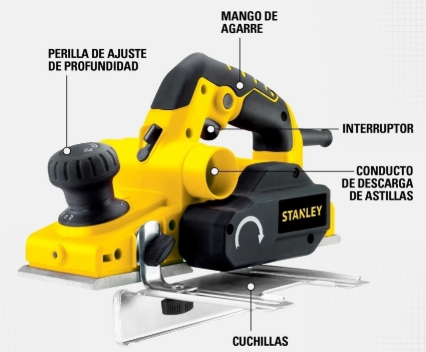 MANGO DE
AGARRE
PERILLA DE AJUSTE
DE PROFUNDIDAD
INTERRUPTOR
CONDUCTO
DE DESCARGA
DE ASTILLAS
STANLEY
CUCHILLAS